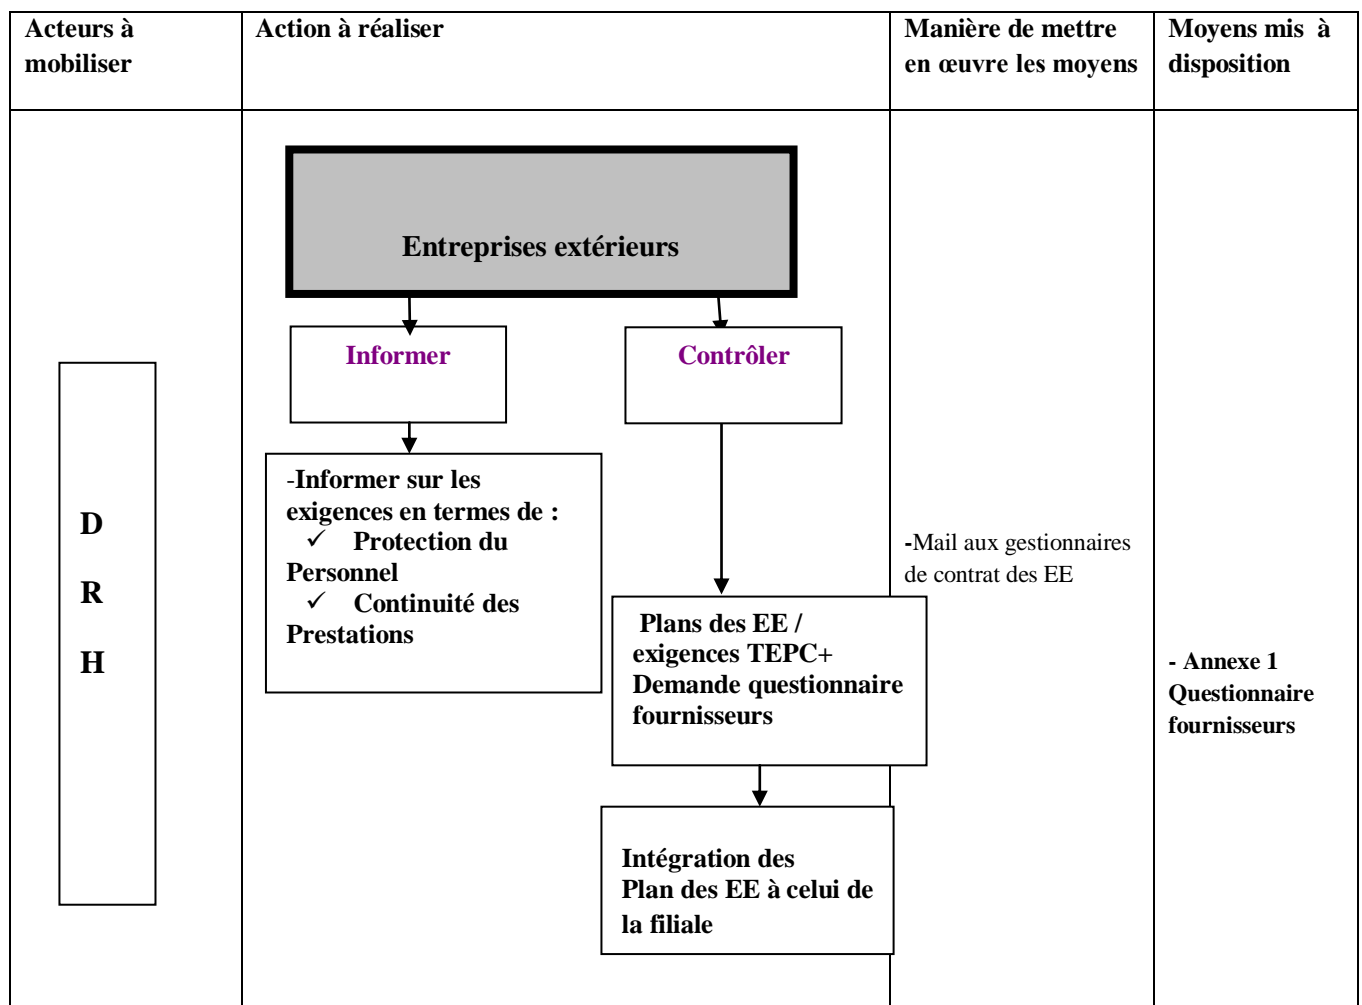 Acteurs à
mobiliser
Action à réaliser
Manière de mettre
en œuvre les moyens
Moyens mis à
disposition
D
R
H
Entreprises extérieurs
Informer
Contrôler
-Informer sur les
exigences en termes de :
✓ Protection du
Personnel
✓ Continuité des
Prestations
Plans des EE /
exigences TEPC+
Demande questionnaire
fournisseurs
Intégration des
Plan des EE à celui de
la filiale
-Mail aux gestionnaires
de contrat des EE
- Annexe 1
Questionnaire
fournisseurs